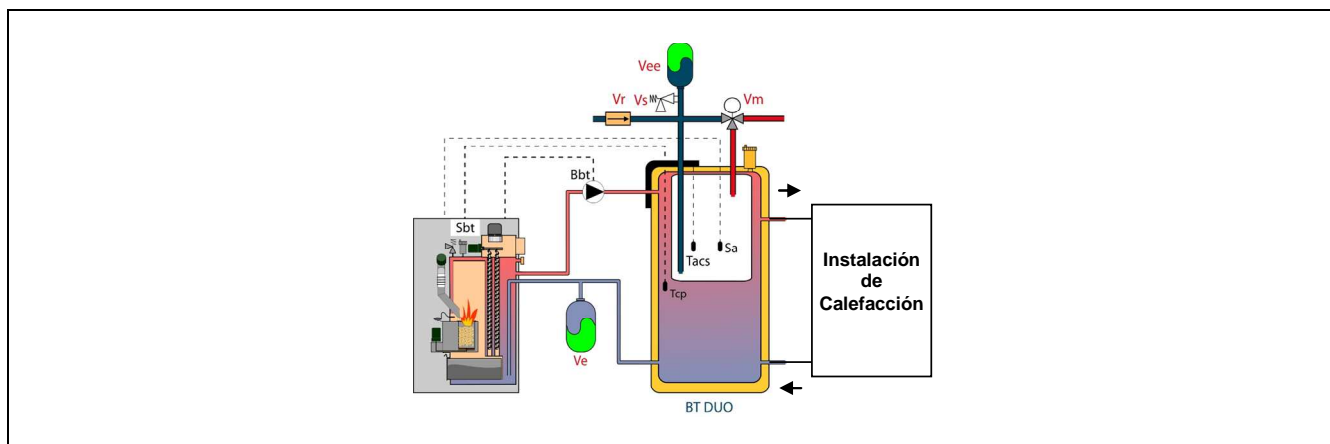 Vee
Vr
Vs
Vm
Bbt
Sbt
Tacs
Sa
Tcp
Ve
Instalación
de
Calefacción
BT DUO